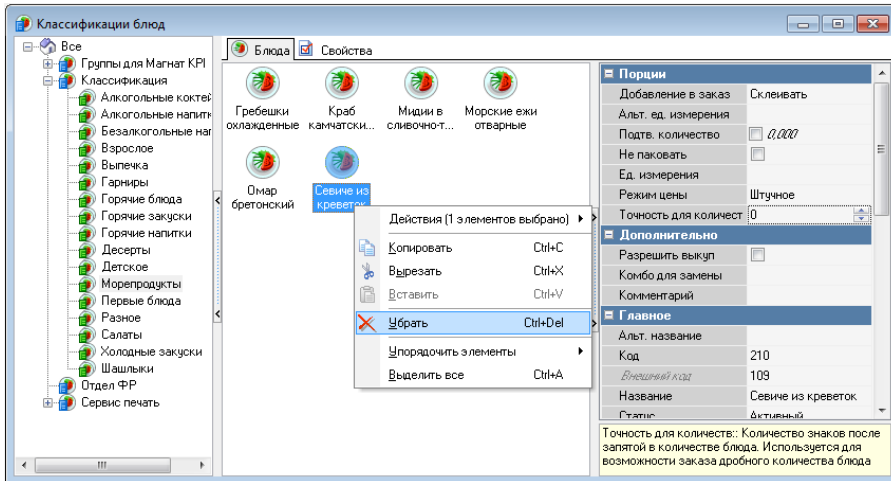 Классификации блюд
Все
Группы для Магнат KPI
Классификация
Алкогольные коктей
Алкогольные напитк
Безалкогольные нап
Взрослое
Выпечка
Гарниры
Горячие блюда
Горячие закуски
Горячие напитки
Десерты
Детское
Морепродукты
Первые блюда
Разное
Салаты
Холодные закуски
Шашлыки
Отдел ФР
Сервис печать
Блюда Свойства
Гребешки охлажденные
Краб камчатски...
Мидии в сливочно-т...
Морские ежи отварные
Омар бретонский
Севиче из креветок
Действия (1 элементов выбрано)
Копировать Ctrl+C
Вырезать Ctrl+X
Вставить Ctrl+V
Убрать Ctrl+Del
Упорядочить элементы
Выделить все Ctrl+A
Порции
Добавление в заказ Склеивать
Альт. ед. измерения
Подтв. количество 0,000
Не паковать
Ед. измерения
Режим цены Штучное
Точность для количест 0
Дополнительно
Разрешить выкуп
Комбо для замены
Комментарий
Главное
Альт. название
Код 210
Внешний код 109
Название Севиче из креветок
Статус Активный
Точность для количеств:: Количество знаков после
запятой в количестве блюда. Используется для
возможности заказа дробного количества блюда